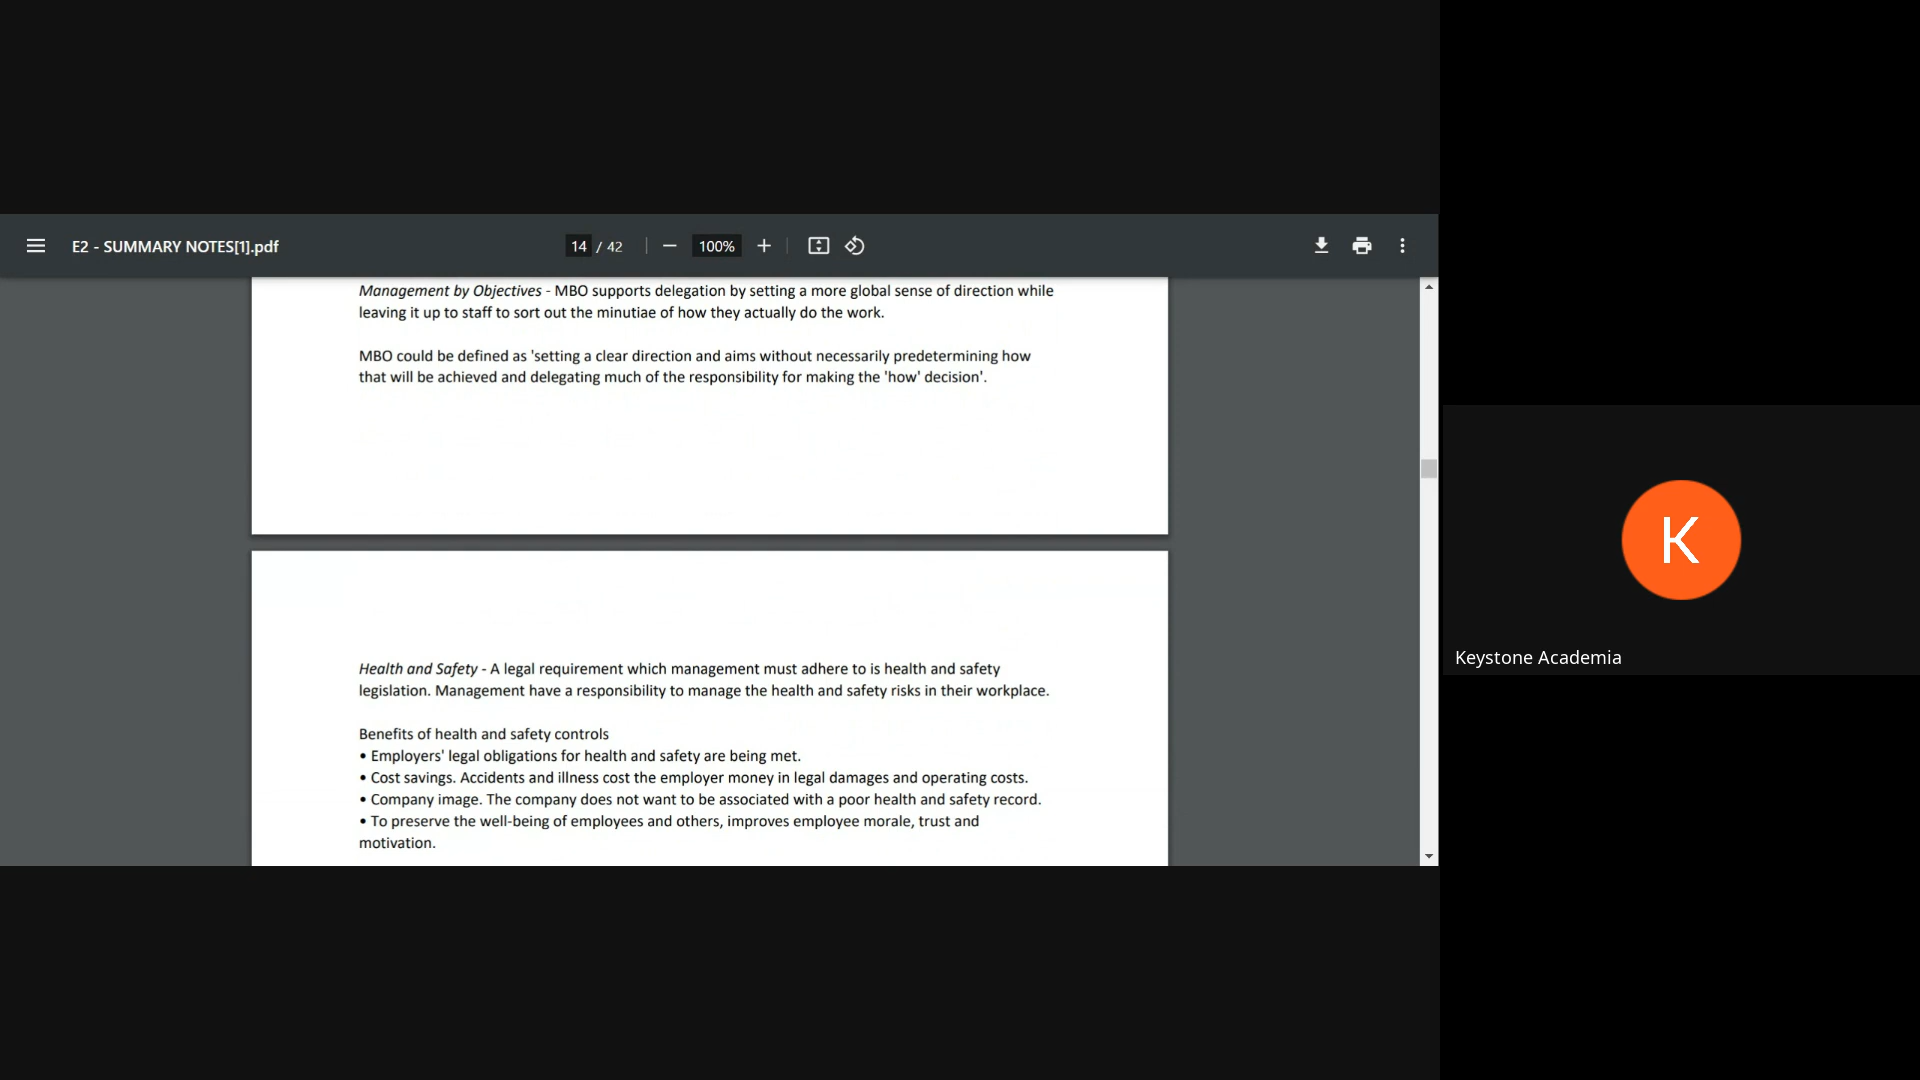 E2 - SUMMARY NOTES[1].pdf
14 / 42
100%
Management by Objectives - MBO supports delegation by setting a more global sense of direction while
leaving it up to staff to sort out the minutiae of how they actually do the work.
MBO could be defined as 'setting a clear direction and aims without necessarily predetermining how
that will be achieved and delegating much of the responsibility for making the 'how' decision'.
Health and Safety - A legal requirement which management must adhere to is health and safety
legislation. Management have a responsibility to manage the health and safety risks in their workplace.
Benefits of health and safety controls
• Employers' legal obligations for health and safety are being met.
• Cost savings. Accidents and illness cost the employer money in legal damages and operating costs.
• Company image. The company does not want to be associated with a poor health and safety record.
• To preserve the well-being of employees and others, improves employee morale, trust and
motivation.
K
Keystone Academia